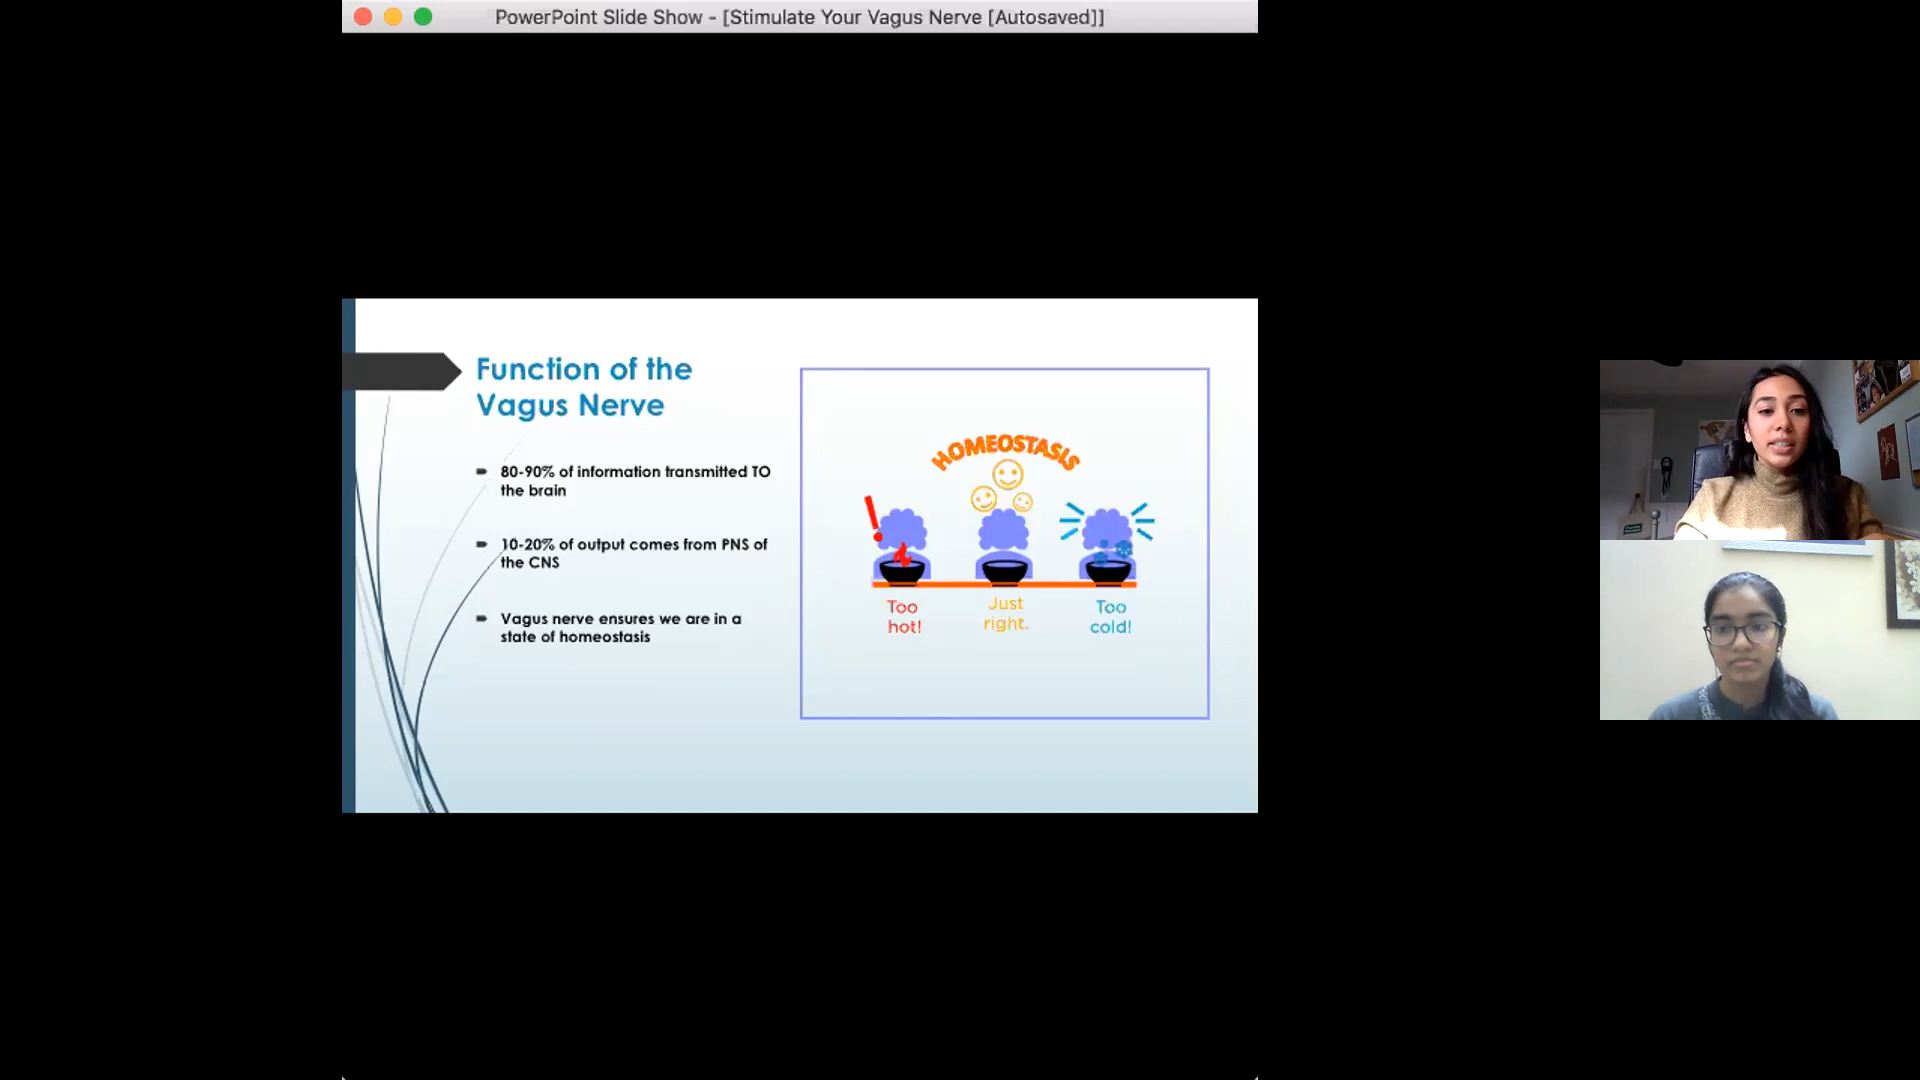 PowerPoint Slide Show - [Stimulate Your Vagus Nerve [Autosaved]]
Function of the
Vagus Nerve
80-90% of information transmitted TO
the brain
10-20% of output comes from PNS of
the CNS
Vagus nerve ensures we are in a
state of homeostasis
HOMEOSTASIS
Too
hot!
Just
right.
Too
cold!